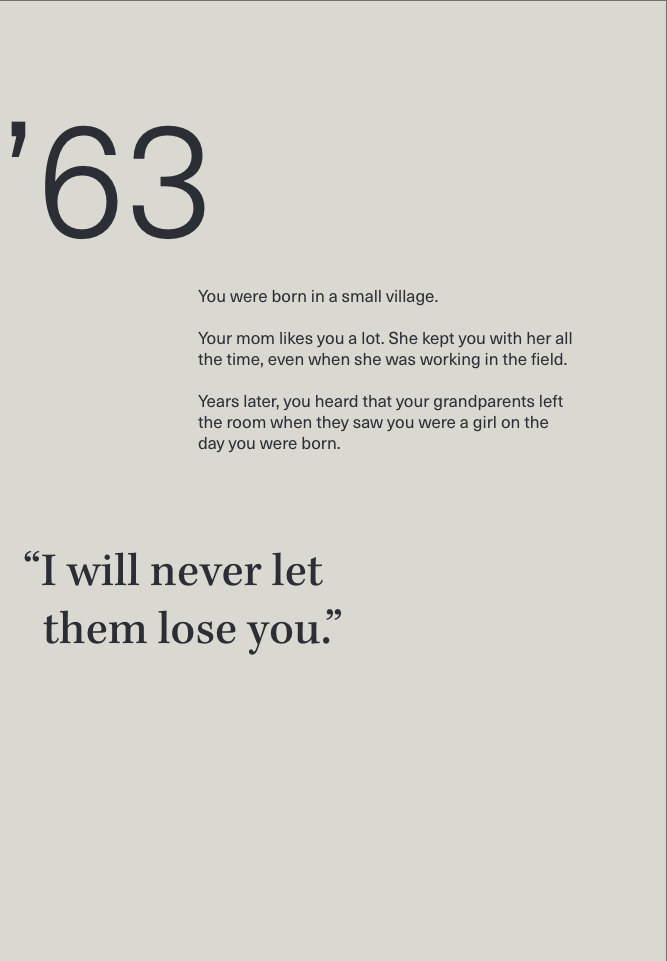 ’63
You were born in a small village.
Your mom likes you a lot. She kept you with her all
the time, even when she was working in the field.
Years later, you heard that your grandparents left
the room when they saw you were a girl on the
day you were born.
“I will never let
them lose you.”